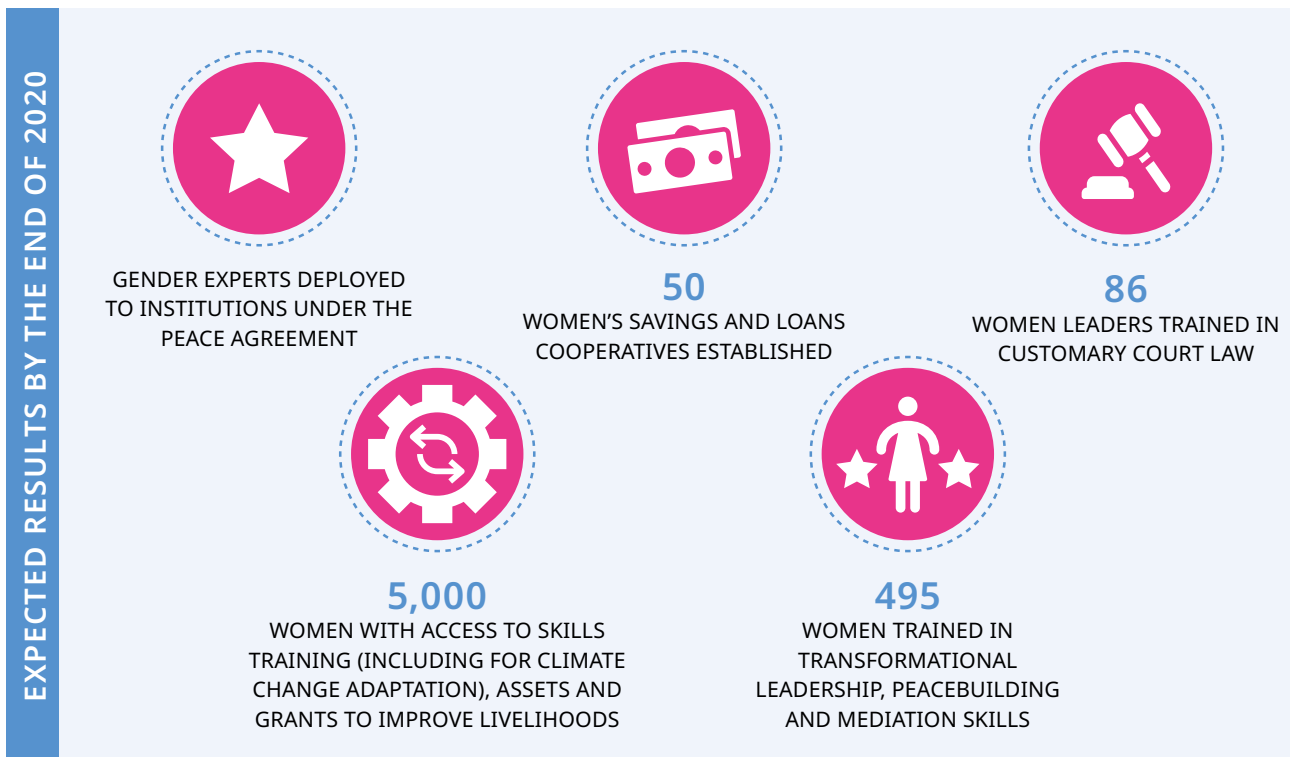 EXPECTED RESULTS BY THE END OF 2020
GENDER EXPERTS DEPLOYED
TO INSTITUTIONS UNDER THE
PEACE AGREEMENT
50
WOMEN’S SAVINGS AND LOANS
COOPERATIVES ESTABLISHED
86
WOMEN LEADERS TRAINED IN
CUSTOMARY COURT LAW
5,000
WOMEN WITH ACCESS TO SKILLS
TRAINING (INCLUDING FOR CLIMATE
CHANGE ADAPTATION), ASSETS AND
GRANTS TO IMPROVE LIVELIHOODS
495
WOMEN TRAINED IN
TRANSFORMATIONAL
LEADERSHIP, PEACEBUILDING
AND MEDIATION SKILLS